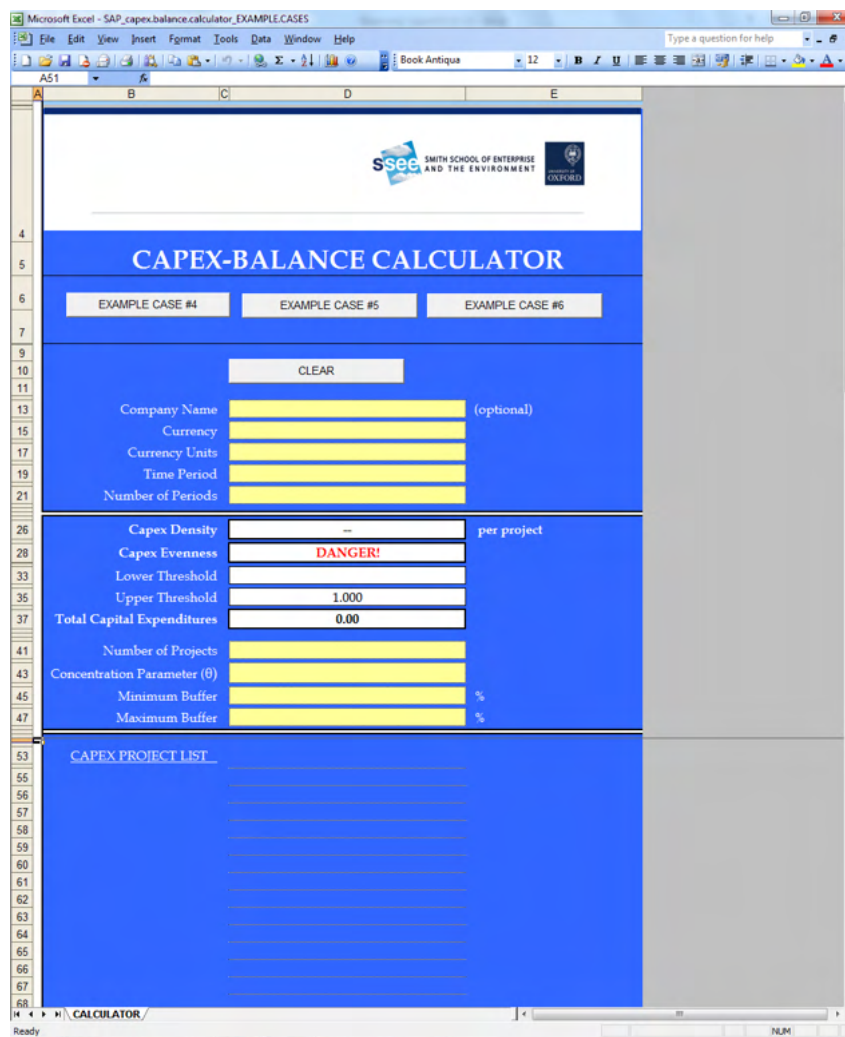 Microsoft Excel - SAP_capex.balance.calculator_EXAMPLE.CASES
File Edit View Insert Format Tools Data Window Help Type a question for help
Book Antiqua 12 B I U
A51 fx
A B C D E
ssee SMITH SCHOOL OF ENTERPRISE
AND THE ENVIRONMENT
UNIVERSITY OF
OXFORD
4
5 CAPEX-BALANCE CALCULATOR
6 EXAMPLE CASE #4 EXAMPLE CASE #5 EXAMPLE CASE #6
7
9
10 CLEAR
11
13 Company Name (optional)
15 Currency
17 Currency Units
19 Time Period
21 Number of Periods
26 Capex Density -- per project
28 Capex Evenness DANGER!
33 Lower Threshold
35 Upper Threshold 1.000
37 Total Capital Expenditures 0.00
41 Number of Projects
43 Concentration Parameter (θ)
45 Minimum Buffer %
47 Maximum Buffer %
53 CAPEX PROJECT LIST
55
56
57
58
59
60
61
62
63
64
65
66
67
68
CALCULATOR
Ready NUM